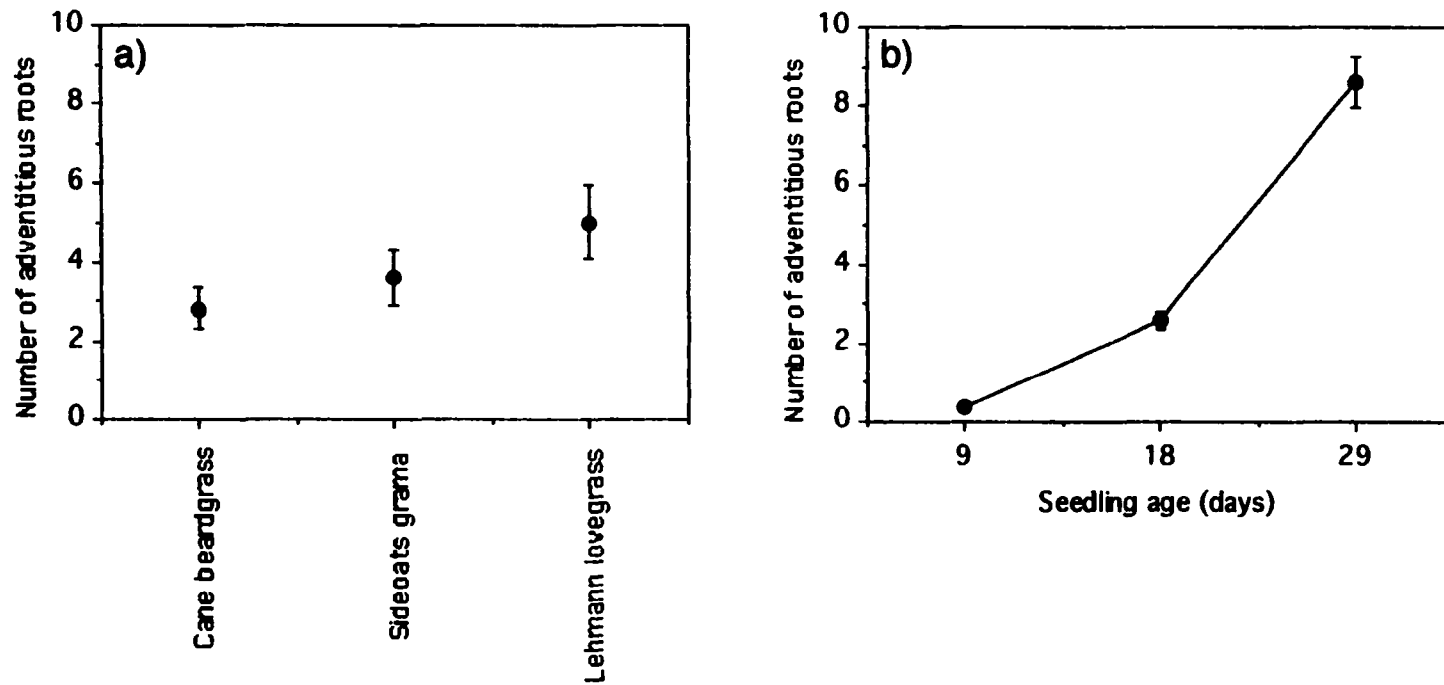 a)
Number of adventitious roots
10
8
6
4
2
0
Cane beardgrass
Sideoats grama
Lehmann lovegrass
b)
Number of adventitious roots
10
8
6
4
2
0
9 18 29
Seedling age (days)